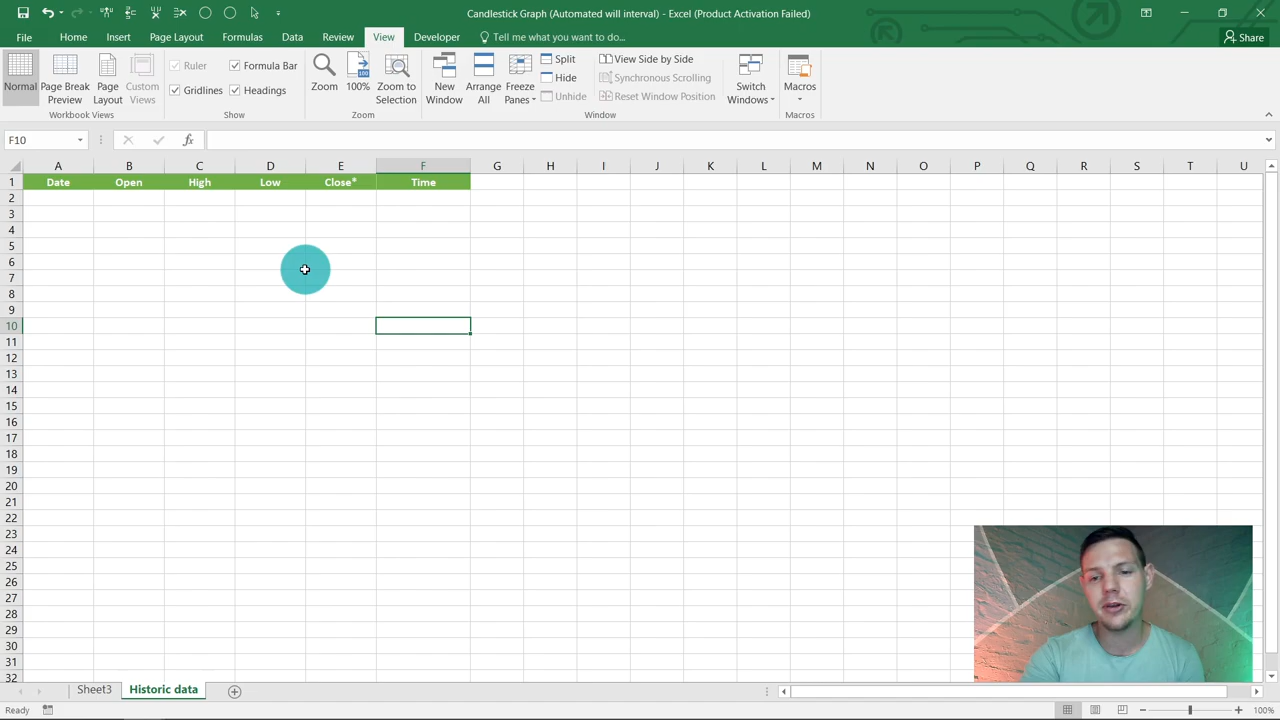 Candlestick Graph (Automated will interval) - Excel (Product Activation Failed)
File Home Insert Page Layout Formulas Data Review View Developer Tell me what you want to do... Share
Normal Page Break Preview Page Layout Custom Views
Ruler Formula Bar
Gridlines Headings
Zoom 100% Zoom to Selection
New Window Arrange All Freeze Panes
Split
Hide
Unhide
View Side by Side
Synchronous Scrolling
Reset Window Position
Switch Windows Macros
Workbook Views Show Zoom Window Macros
F10 fx
A B C D E F G H I J K L M N O P Q R S T U
1 Date Open High Low Close* Time
2
3
4
5
6
7
8
9
10
11
12
13
14
15
16
17
18
19
20
21
22
23
24
25
26
27
28
29
30
31
32
Sheet3 Historic data
Ready 100%